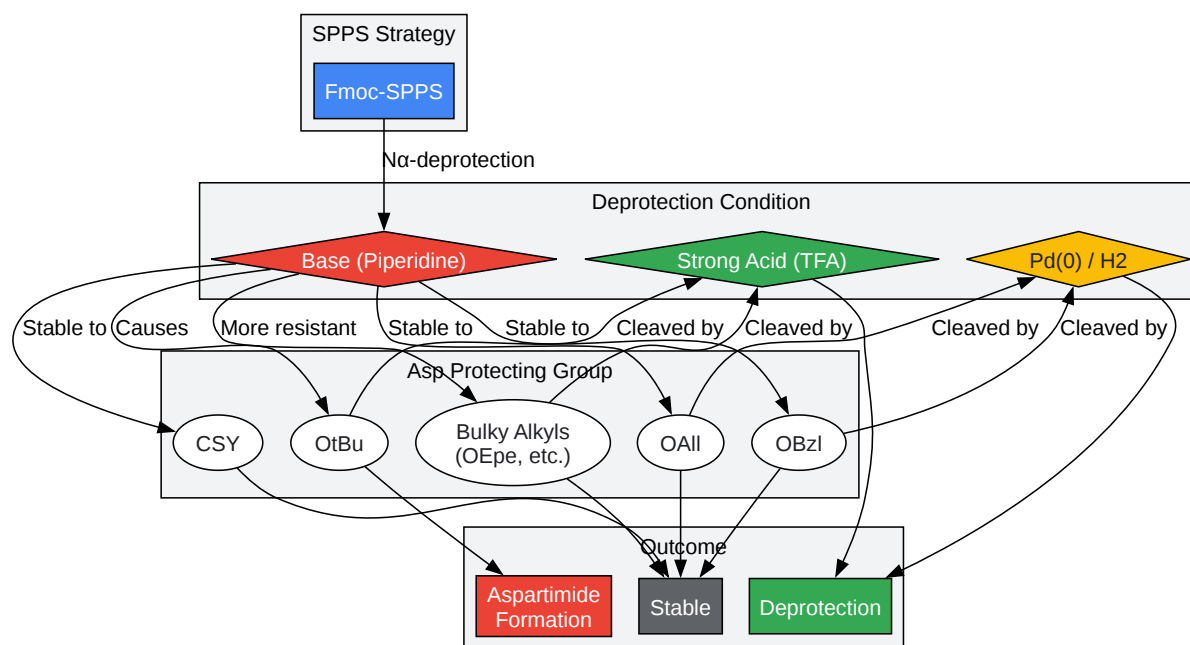 SPPS Strategy
Fmoc-SPPS
Nα-deprotection
Deprotection Condition
Base (Piperidine)
Strong Acid (TFA)
Pd(0) / H2
Stable to
Causes
More resistant
Stable to
Stable to
Cleaved by
Cleaved by
Cleaved by
Cleaved by
Asp Protecting Group
CSY
OtBu
Bulky Alkyls
(OEpe, etc.)
OAll
OBzl
Outcome
Aspartimide
Formation
Stable
Deprotection